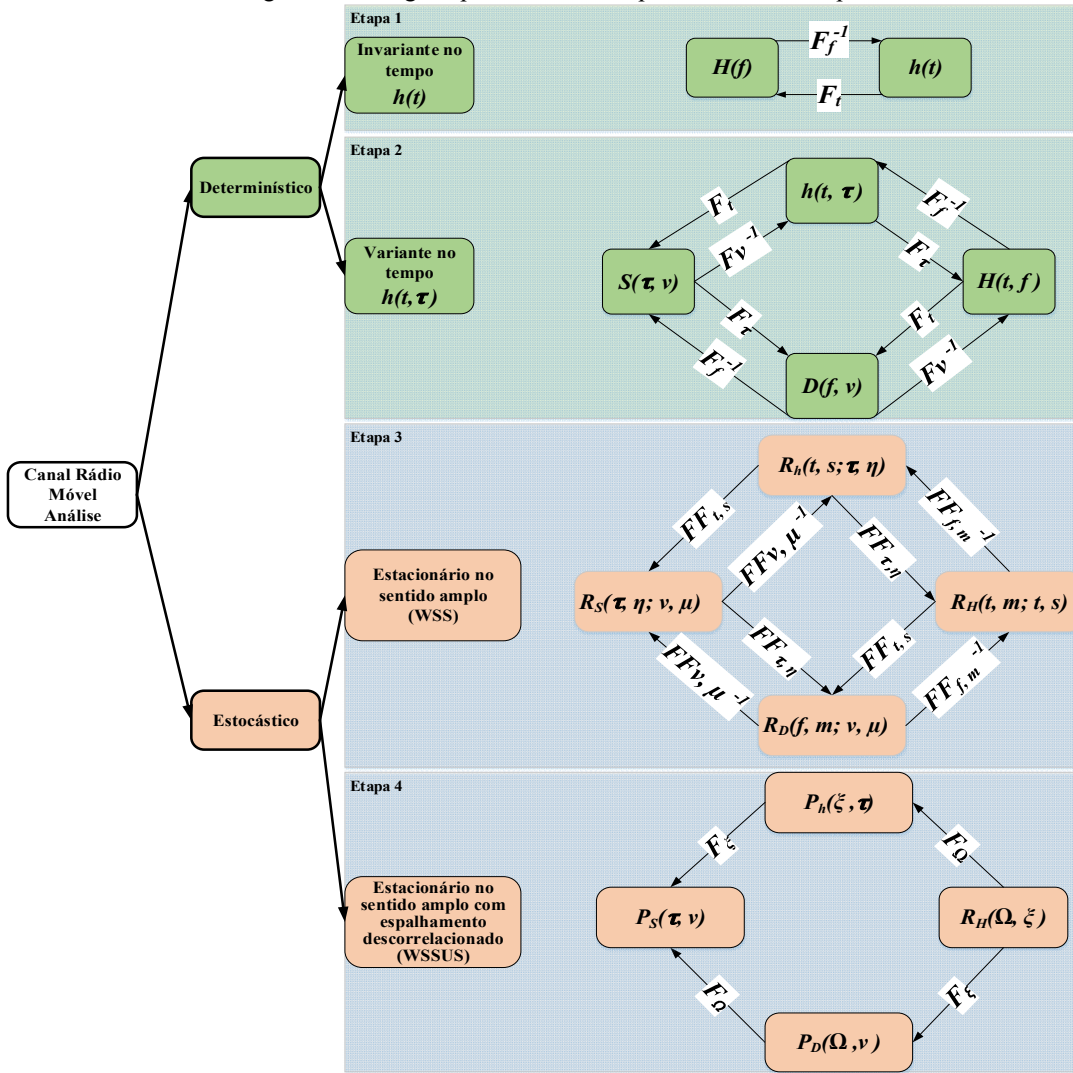 Etapa 1
Invariante no
tempo
h(t)
H(f)
F_f^-1
h(t)
F_t
Etapa 2
Determinístico
Variante no
tempo
h(t, τ)
h(t, τ)
F_t
F_f^-1
Fν^-1
F_τ
S(τ, ν)
H(t, f)
F_τ
F_t
F_f^-1
Fν^-1
D(f, ν)
Etapa 3
Canal Rádio
Móvel
Análise
R_h(t, s; τ, η)
FF_t, s
FF_f, m^-1
FFν, μ^-1
FF_τ,η
Estacionário no
sentido amplo
(WSS)
R_S(τ, η; ν, μ)
R_H(t, m; t, s)
FF_τ,η
FF_t, s
FFν, μ^-1
FF_f, m^-1
R_D(f, m; ν, μ)
Estocástico
Etapa 4
P_h(ξ, τ)
F_ξ
F_Ω
Estacionário no
sentido amplo com
espalhamento
descorrelacionado
(WSSUS)
P_S(τ, ν)
R_H(Ω, ξ)
F_Ω
F_ξ
P_D(Ω, ν)